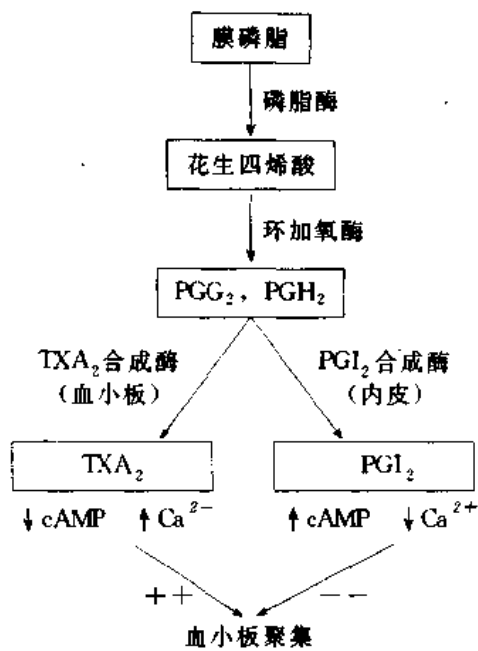 膜磷脂
磷脂酶
花生四烯酸
环加氧酶
PGG₂, PGH₂
TXA₂合成酶
(血小板)
PGI₂合成酶
(内皮)
TXA₂
PGI₂
↓cAMP ↑Ca²⁻
↑cAMP ↓Ca²⁺
++
--
血小板聚集